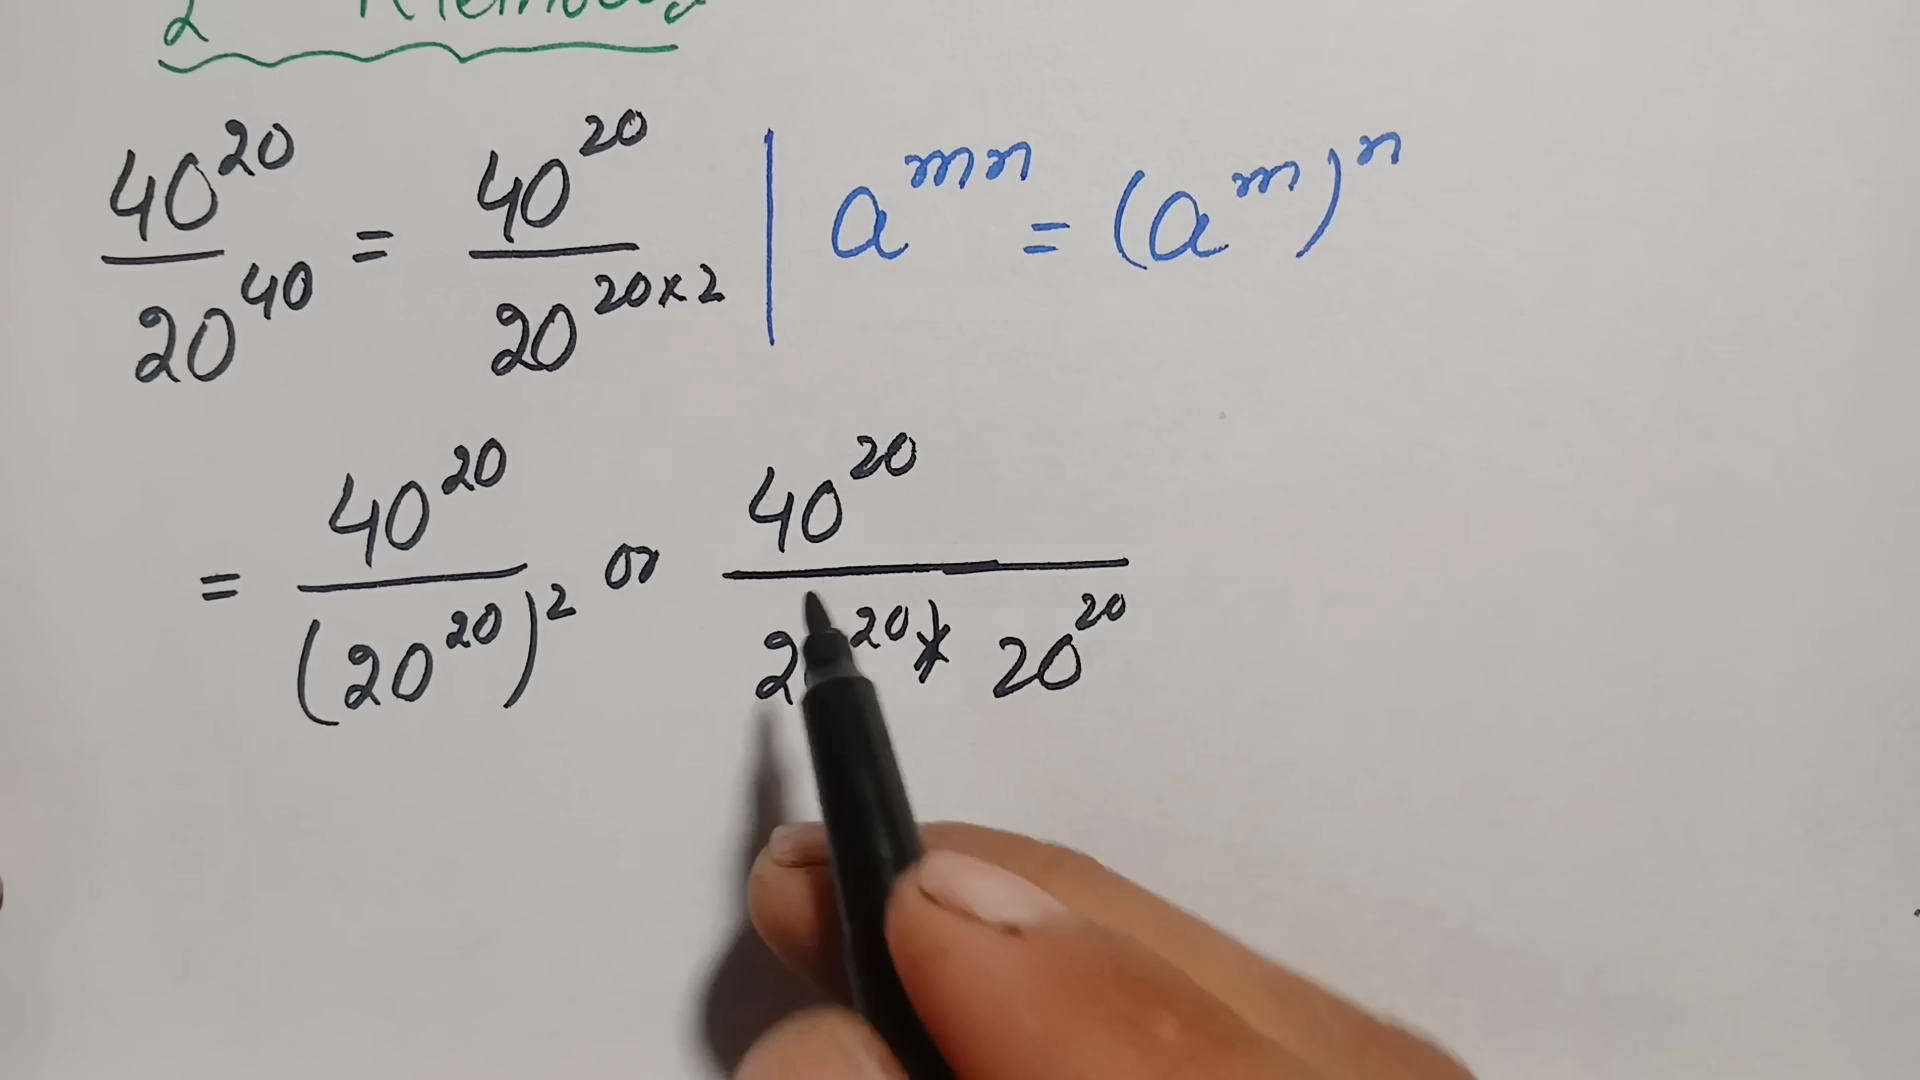 40^20 / 20^40 = 40^20 / 20^(20×2) | a^mn = (a^m)^n
= 40^20 / (20^20)^2 or 40^20 / 20^20 * 20^20